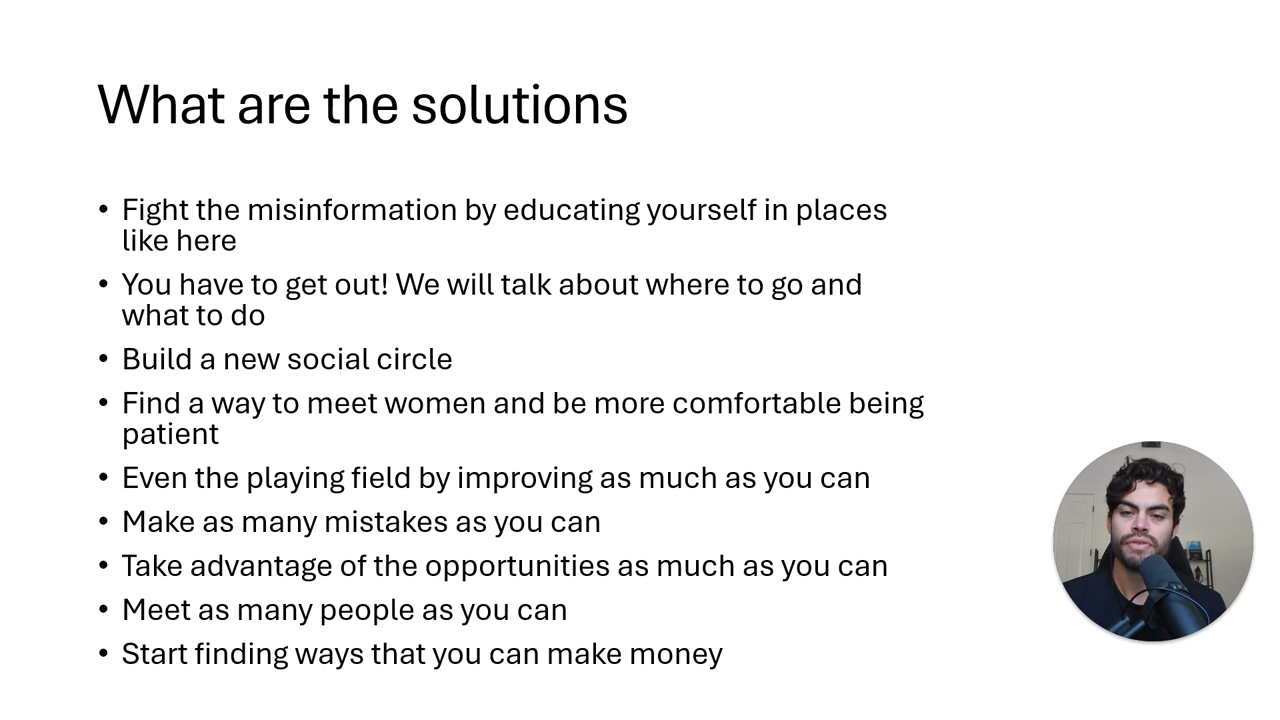 What are the solutions
• Fight the misinformation by educating yourself in places
like here
• You have to get out! We will talk about where to go and
what to do
• Build a new social circle
• Find a way to meet women and be more comfortable being
patient
• Even the playing field by improving as much as you can
• Make as many mistakes as you can
• Take advantage of the opportunities as much as you can
• Meet as many people as you can
• Start finding ways that you can make money